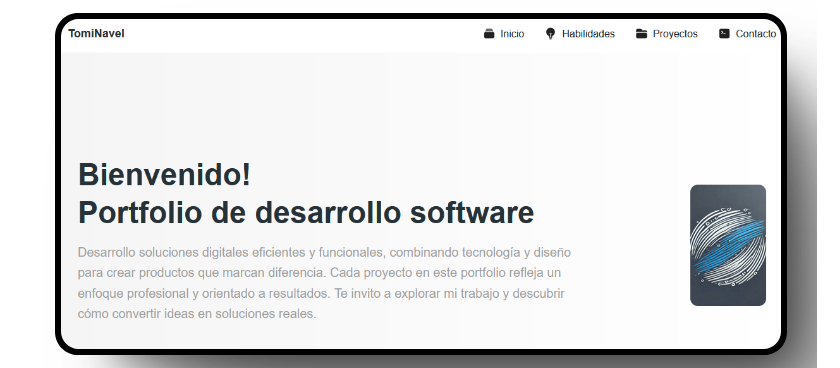 TomiNavel
Inicio
Habilidades
Proyectos
Contacto
Bienvenido!
Portfolio de desarrollo software
Desarrollo soluciones digitales eficientes y funcionales, combinando tecnología y diseño
para crear productos que marcan diferencia. Cada proyecto en este portfolio refleja un
enfoque profesional y orientado a resultados. Te invito a explorar mi trabajo y descubrir
cómo convertir ideas en soluciones reales.